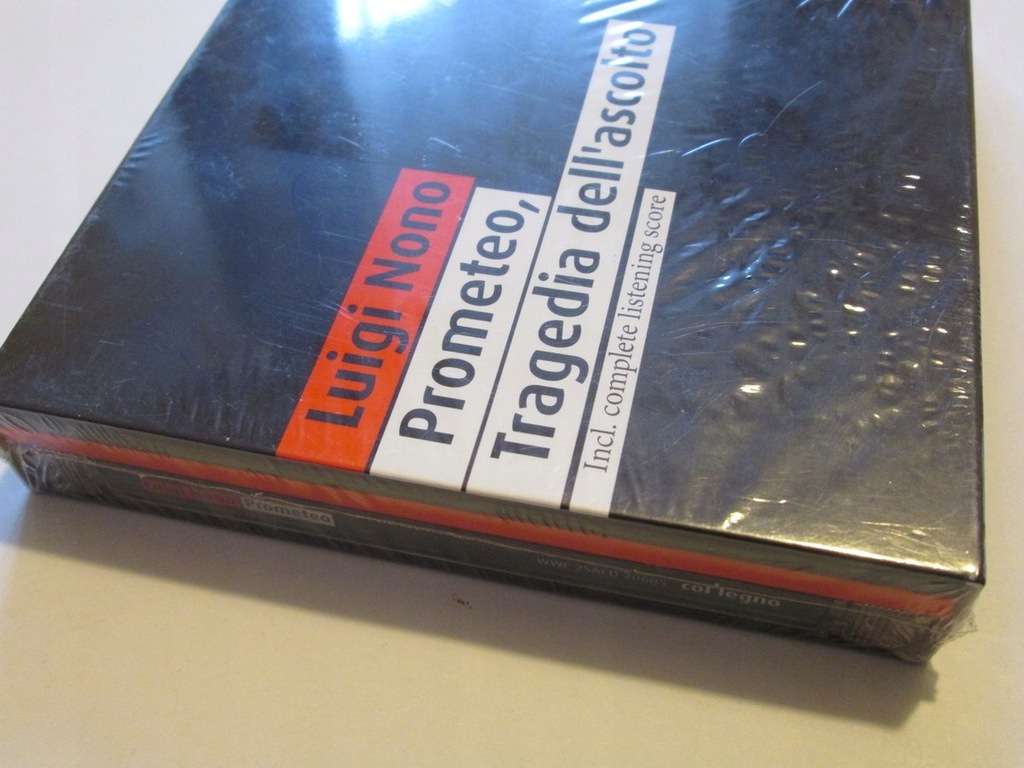 Luigi Nono
Prometeo,
Tragedia dell'ascolto
Incl. complete listening score
Prometeo
col legno